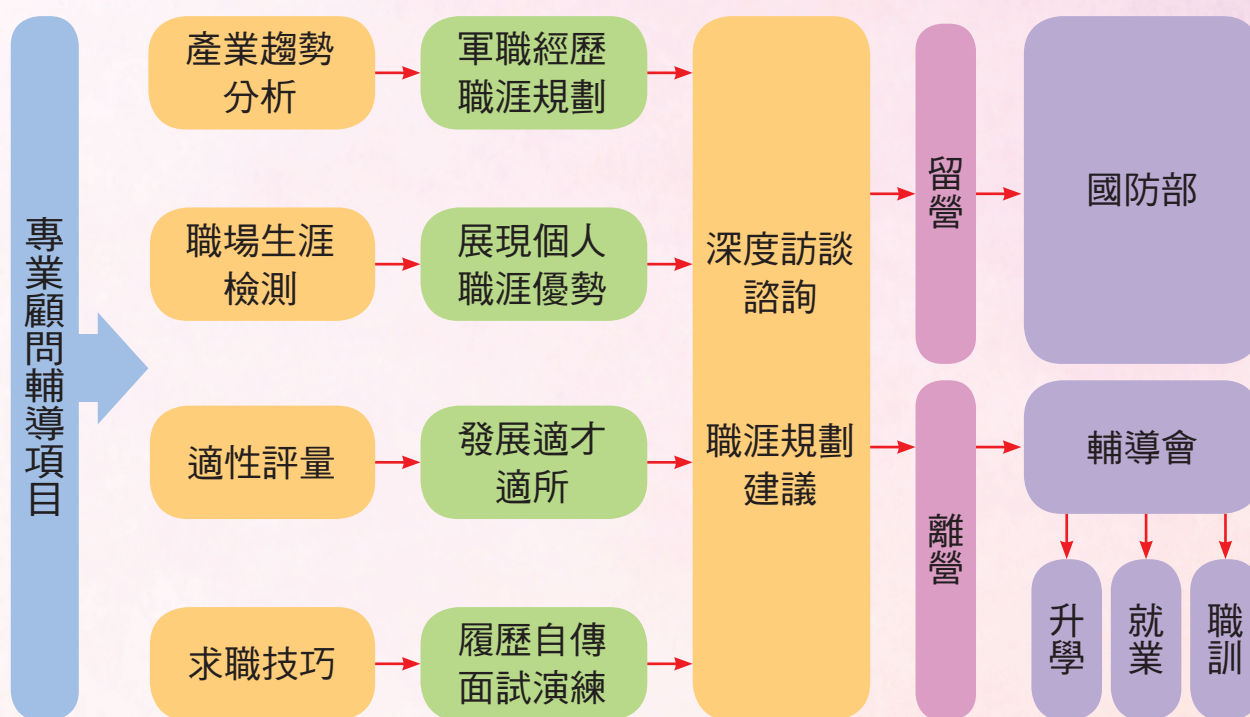 專業顧問輔導項目
產業趨勢
分析
軍職經歷
職涯規劃
職場生涯
檢測
展現個人
職涯優勢
適性評量
發展適才
適所
求職技巧
履歷自傳
面試演練
深度訪談
諮詢
職涯規劃
建議
留營
國防部
離營
輔導會
升學
就業
職訓